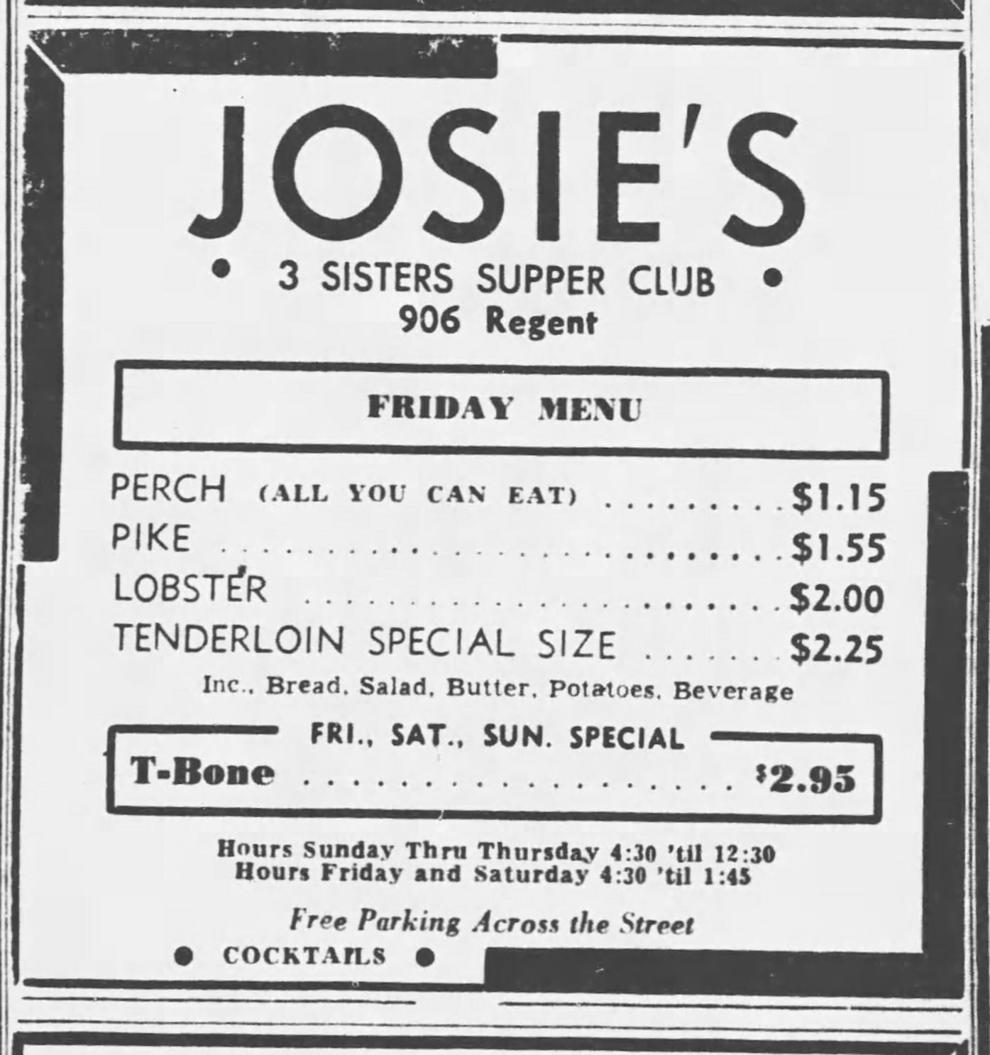 JOSIE'S
• 3 SISTERS SUPPER CLUB •
906 Regent
FRIDAY MENU
PERCH (ALL YOU CAN EAT) ......... $1.15
PIKE ........................... $1.55
LOBSTER ...................... $2.00
TENDERLOIN SPECIAL SIZE ....... $2.25
Inc., Bread, Salad, Butter, Potatoes, Beverage
FRI., SAT., SUN. SPECIAL
T-Bone .................. $2.95
Hours Sunday Thru Thursday 4:30 'til 12:30
Hours Friday and Saturday 4:30 'til 1:45
Free Parking Across the Street
• COCKTAILS •